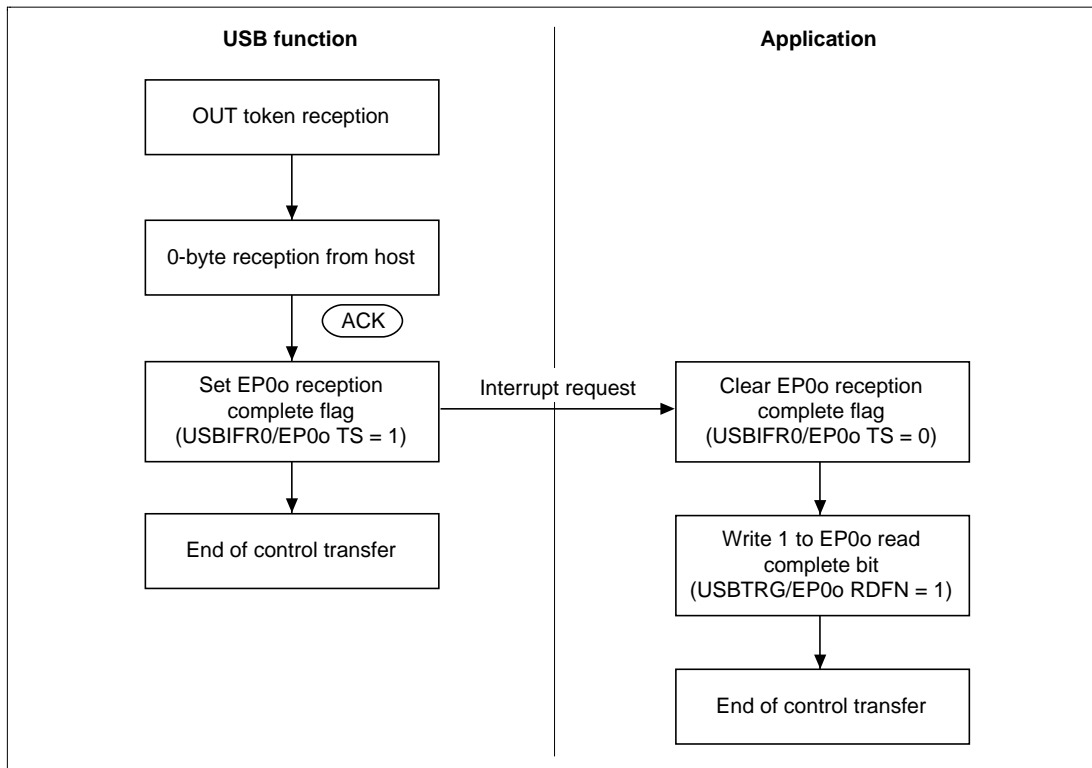 USB function
Application
OUT token reception
0-byte reception from host
ACK
Set EP0o reception
complete flag
(USBIFR0/EP0o TS = 1)
Interrupt request
Clear EP0o reception
complete flag
(USBIFR0/EP0o TS = 0)
End of control transfer
Write 1 to EP0o read
complete bit
(USBTRG/EP0o RDFN = 1)
End of control transfer